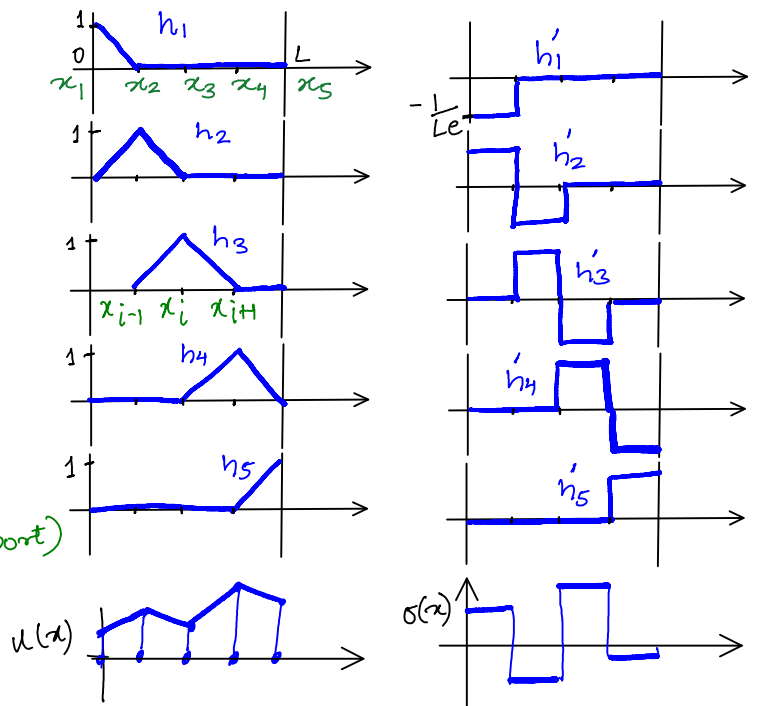 1 h₁
0 L
x₁ x₂ x₃ x₄ x₅
h₁′
-1/Le
1 h₂
h₂′
1 h₃
xᵢ₋₁ xᵢ xᵢ₊₁
h₃′
1 h₄
h₄′
1 h₅
h₅′
port)
u(x)
σ(x)